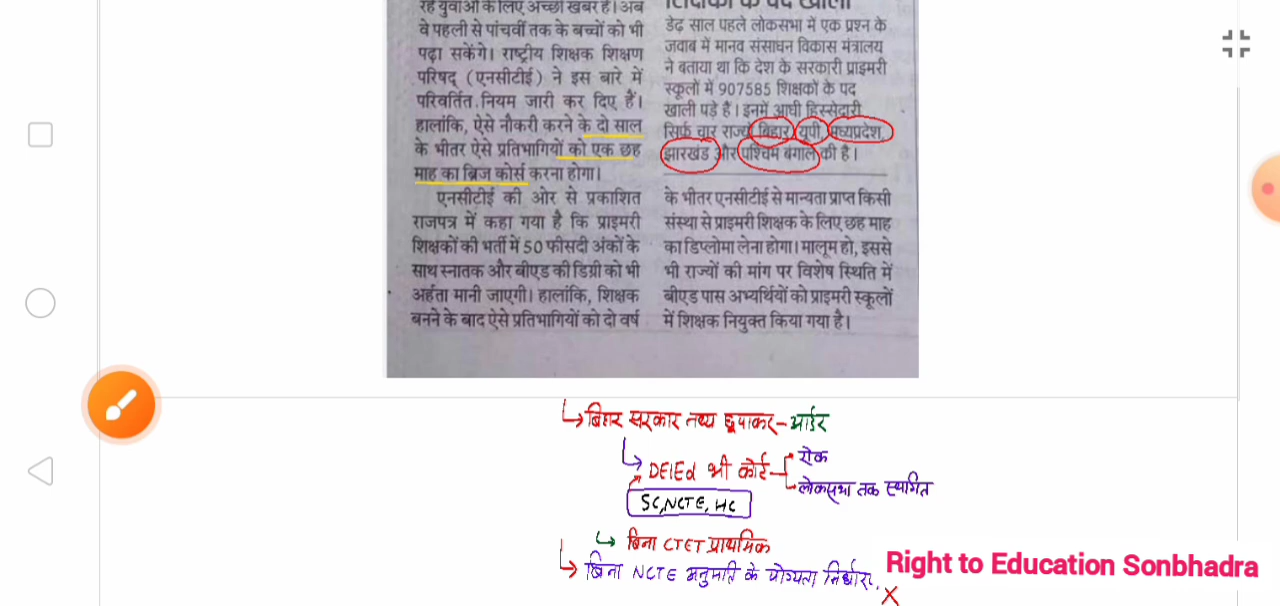 रहे युवाओं के लिए अच्छी खबर है। अब
वे पहली से पांचवीं तक के बच्चों को भी
पढ़ा सकेंगे। राष्ट्रीय शिक्षक शिक्षण
परिषद् (एनसीटीई) ने इस बारे में
परिवर्तित नियम जारी कर दिए हैं।
हालांकि, ऐसे नौकरी करने के दो साल
के भीतर ऐसे प्रतिभागियों को एक छह
माह का ब्रिज कोर्स करना होगा।
एनसीटीई की ओर से प्रकाशित
राजपत्र में कहा गया है कि प्राइमरी
शिक्षकों की भर्ती में 50 फीसदी अंकों के
साथ स्नातक और बीएड की डिग्री को भी
अर्हता मानी जाएगी। हालांकि, शिक्षक
बनने के बाद ऐसे प्रतिभागियों को दो वर्ष
शिक्षकों के पद खाली
डेढ़ साल पहले लोकसभा में एक प्रश्न के
जवाब में मानव संसाधन विकास मंत्रालय
ने बताया था कि देश के सरकारी प्राइमरी
स्कूलों में 907585 शिक्षकों के पद
खाली पड़े हैं। इनमें आधी हिस्सेदारी
सिर्फ चार राज्यों बिहार, यूपी, मध्यप्रदेश,
झारखंड और पश्चिम बंगाल की है।
के भीतर एनसीटीई से मान्यता प्राप्त किसी
संस्था से प्राइमरी शिक्षक के लिए छह माह
का डिप्लोमा लेना होगा। मालूम हो, इससे
भी राज्यों की मांग पर विशेष स्थिति में
बीएड पास अभ्यर्थियों को प्राइमरी स्कूलों
में शिक्षक नियुक्त किया गया है।
बिहार सरकार तथ्य छूपाकर - आर्डर
DElEd भी कोर्ट
रोक
लोकसभा तक स्थगित
SC,NCTE, HC
बिना CTET प्राथमिक
बिना NCTE अनुमति के योग्यता
Right to Education Sonbhadra